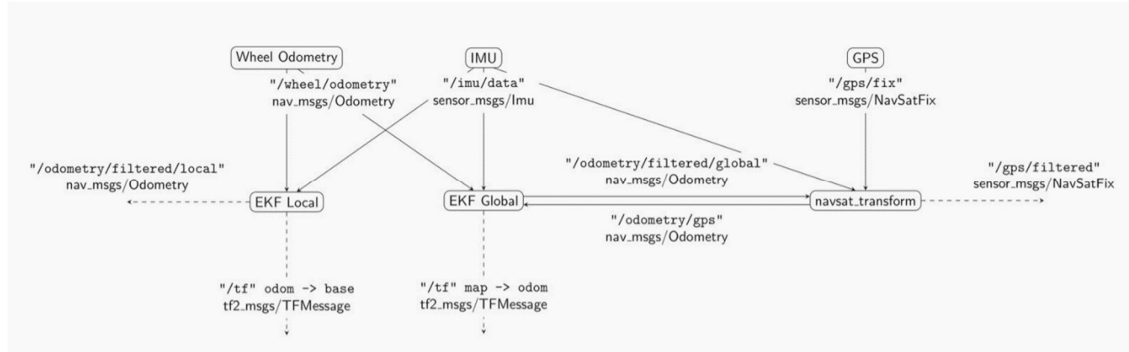 Wheel Odometry
IMU
GPS
"/wheel/odometry"
nav_msgs/Odometry
"/imu/data"
sensor_msgs/Imu
"/gps/fix"
sensor_msgs/NavSatFix
"/odometry/filtered/local"
nav_msgs/Odometry
"/odometry/filtered/global"
nav_msgs/Odometry
"/gps/filtered"
sensor_msgs/NavSatFix
EKF Local
EKF Global
navsat_transform
"/odometry/gps"
nav_msgs/Odometry
"/tf" odom -> base
tf2_msgs/TFMessage
"/tf" map -> odom
tf2_msgs/TFMessage